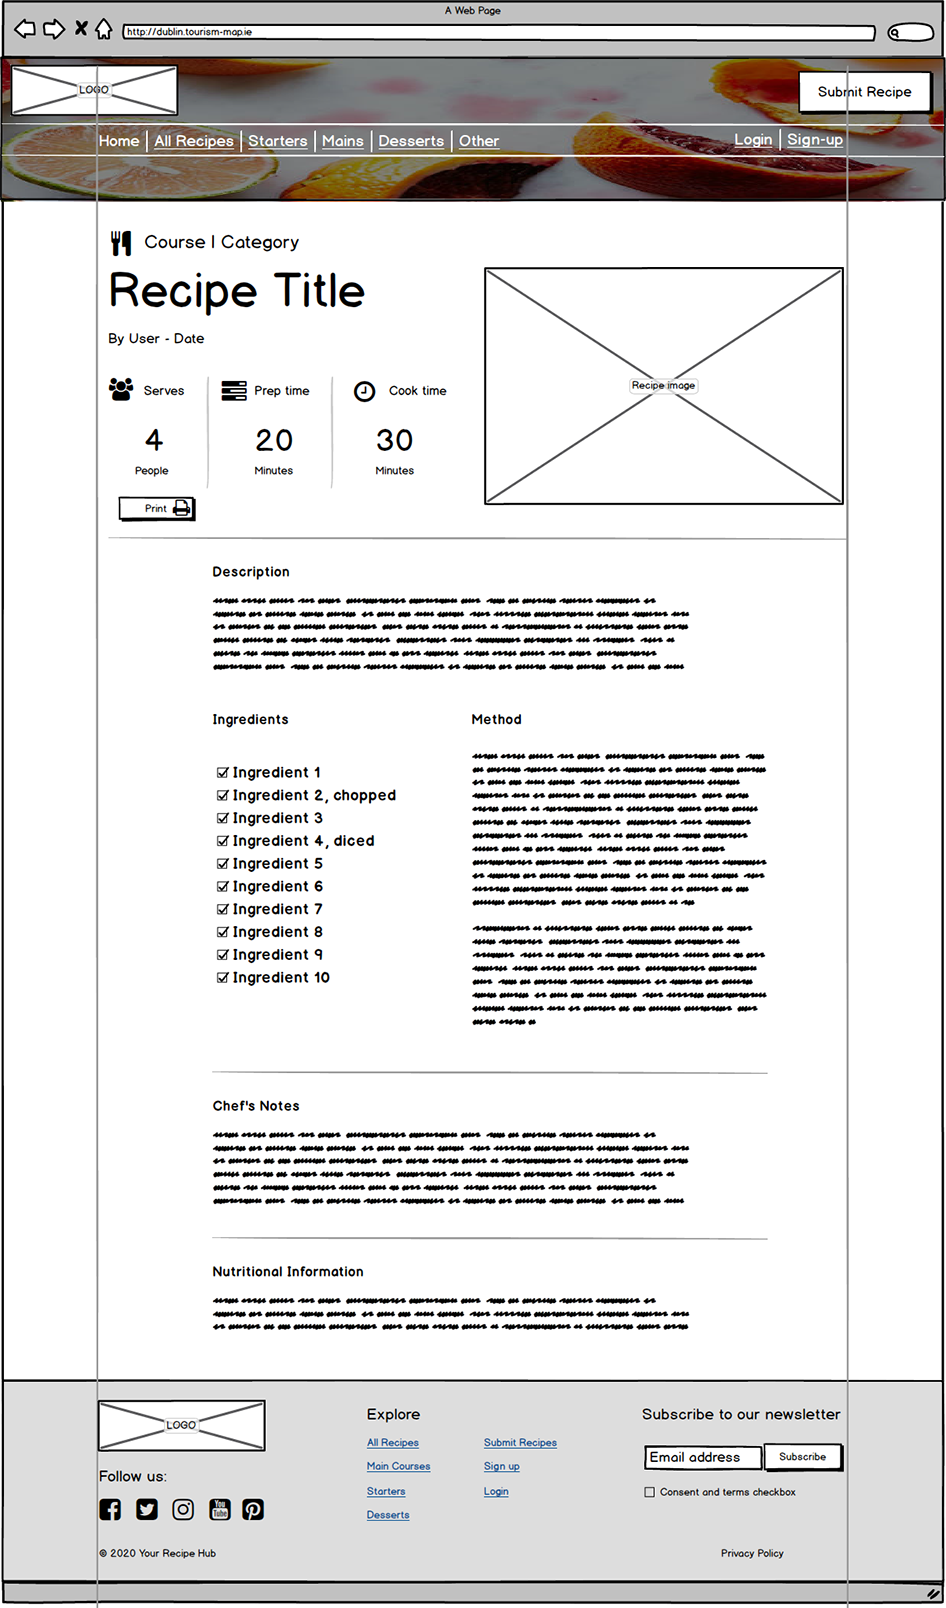 A Web Page
http://dublin.tourism-map.ie
LOGO
Submit Recipe
Home | All Recipes | Starters | Mains | Desserts | Other
Login | Sign-up
Course | Category
Recipe Title
By User - Date
Serves
Prep time
Cook time
4
20
30
People
Minutes
Minutes
Print
Recipe image
Description
Ingredients
Ingredient 1
Ingredient 2, chopped
Ingredient 3
Ingredient 4, diced
Ingredient 5
Ingredient 6
Ingredient 7
Ingredient 8
Ingredient 9
Ingredient 10
Method
Chef's Notes
Nutritional Information
LOGO
Follow us:
You
Tube
Explore
All Recipes
Main Courses
Starters
Desserts
Submit Recipes
Sign up
Login
Subscribe to our newsletter
Email address
Subscribe
Consent and terms checkbox
© 2020 Your Recipe Hub
Privacy Policy